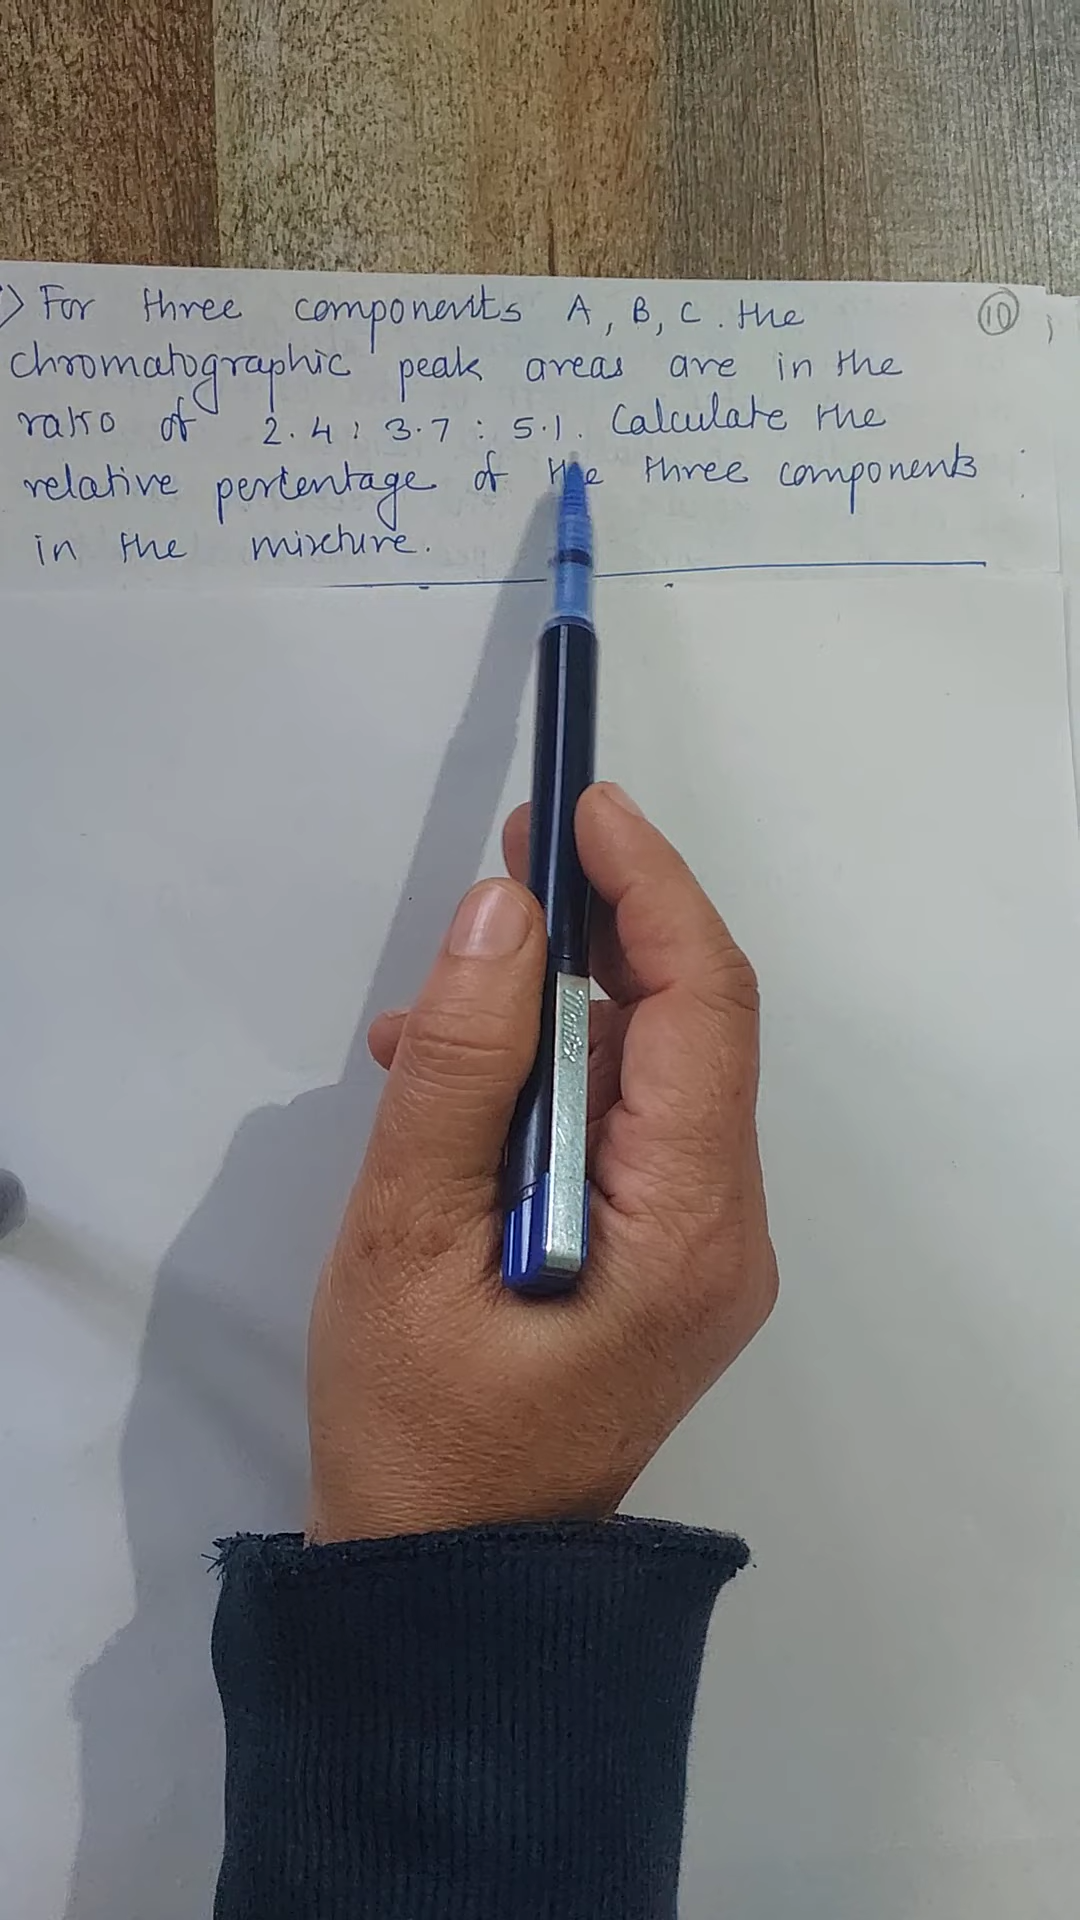 > For three components A, B, C. the
10
chromatographic peak areas are in the
ratio of 2.4 : 3.7 : 5.1. Calculate the
relative percentage of the three components
in the mixture.